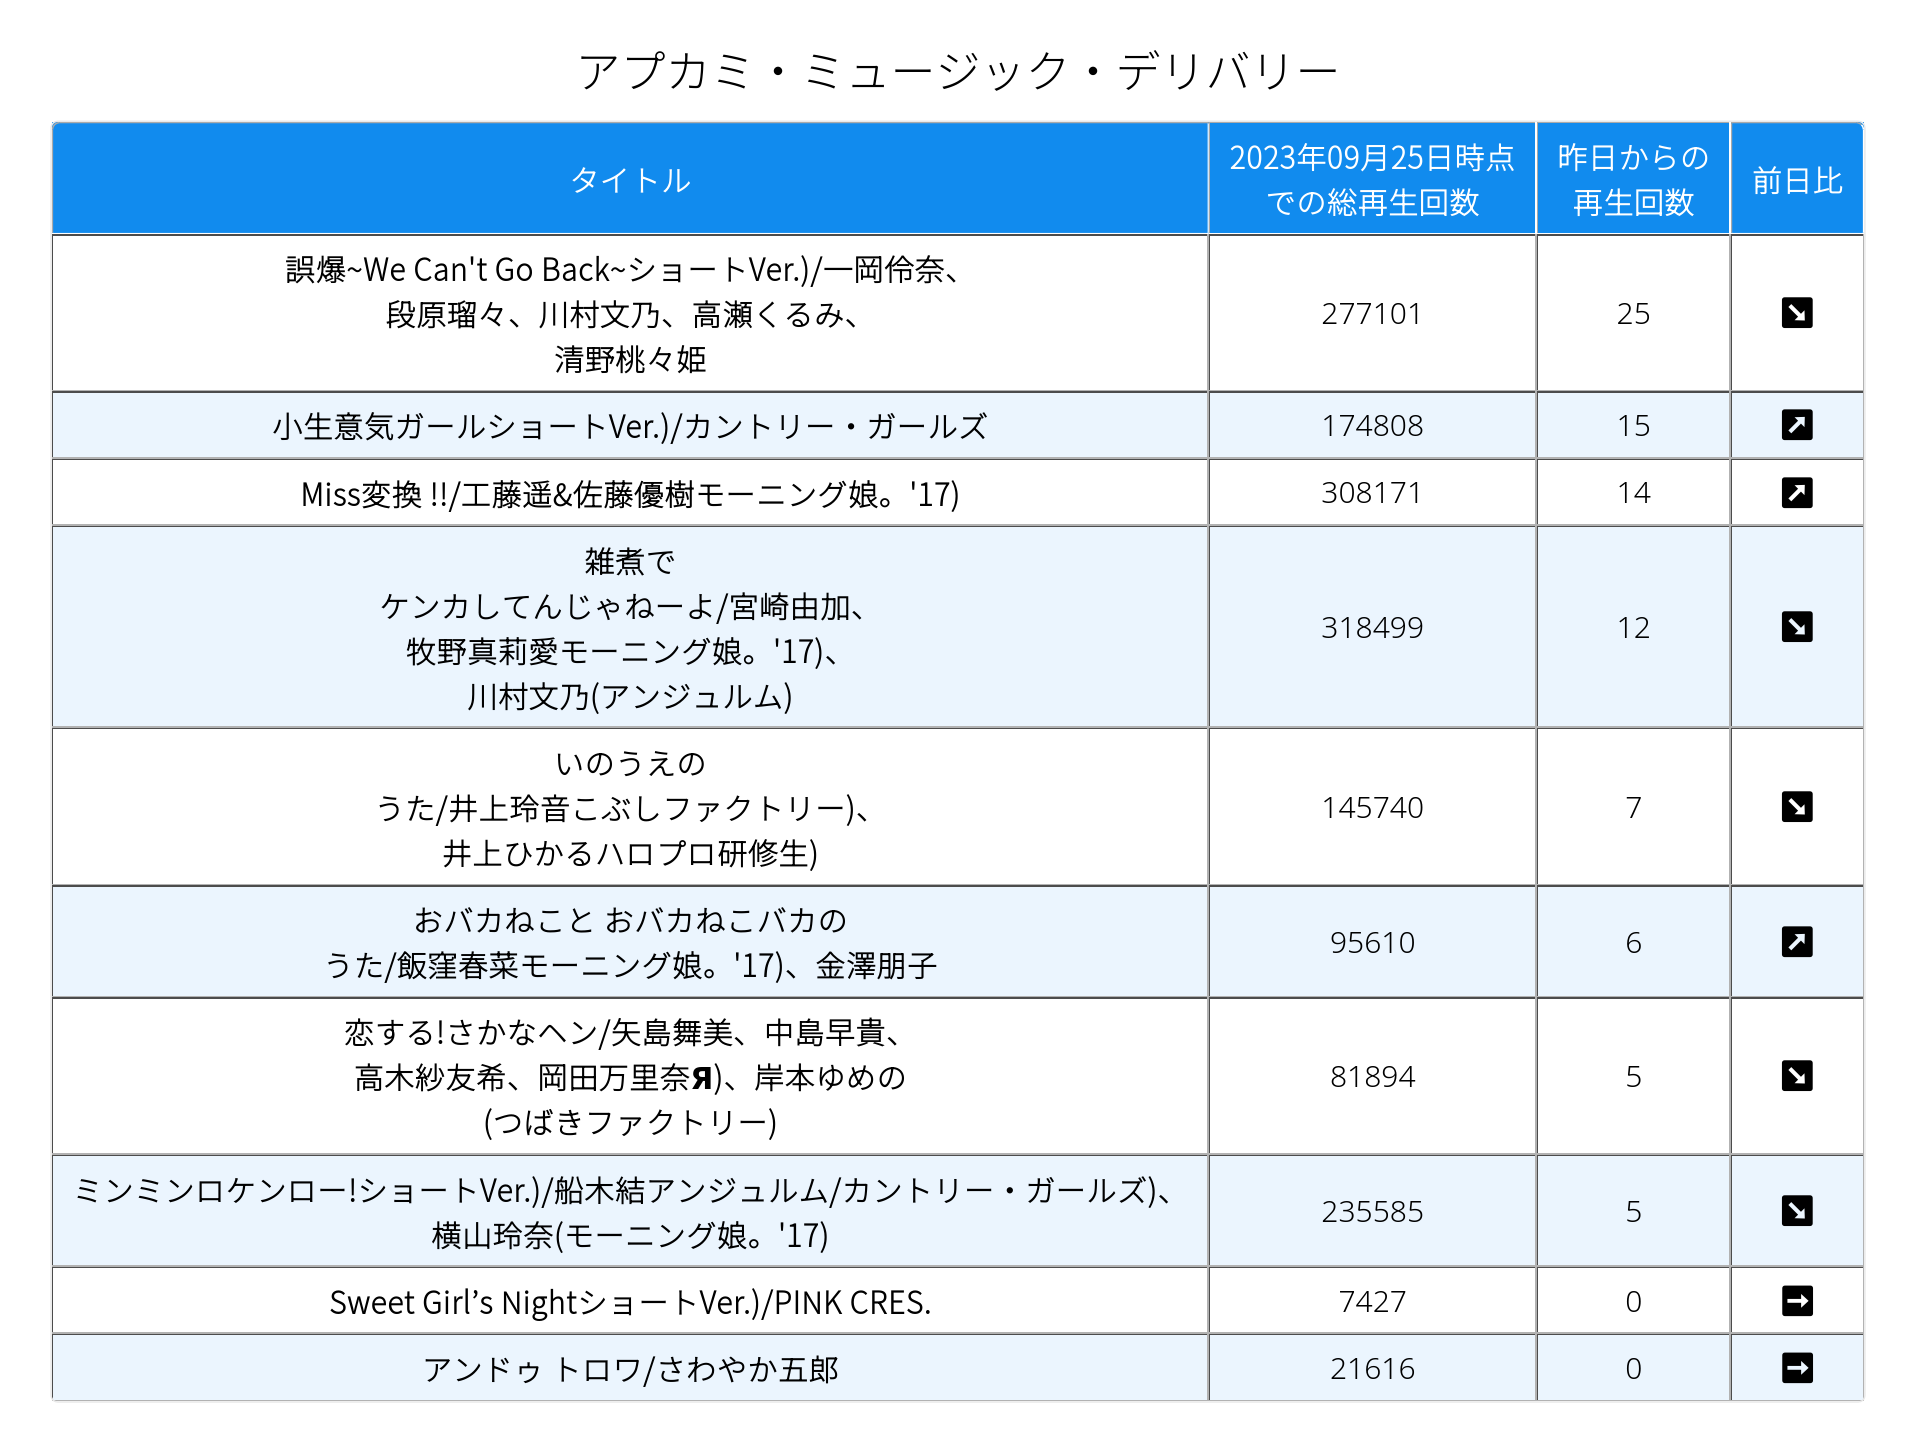 アプカミ・ミュージック・デリバリー
タイトル
2023年09月25日時点
での総再生回数
昨日からの
再生回数
前日比
誤爆~We Can't Go Back~ショートVer.)/一岡伶奈、
段原瑠々、川村文乃、高瀬くるみ、
清野桃々姫
277101
25
↘
小生意気ガールショートVer.)/カントリー・ガールズ
174808
15
↗
Miss変換 !!/工藤遥&佐藤優樹モーニング娘。'17)
308171
14
↗
雑煮で
ケンカしてんじゃねーよ/宮崎由加、
牧野真莉愛モーニング娘。'17)、
川村文乃(アンジュルム)
318499
12
↘
いのうえの
うた/井上玲音こぶしファクトリー)、
井上ひかるハロプロ研修生)
145740
7
↘
おバカねこと おバカねこバカの
うた/飯窪春菜モーニング娘。'17)、金澤朋子
95610
6
↗
恋する!さかなヘン/矢島舞美、中島早貴、
高木紗友希、岡田万里奈Я)、岸本ゆめの
(つばきファクトリー)
81894
5
↘
ミンミンロケンロー!ショートVer.)/船木結アンジュルム/カントリー・ガールズ)、
横山玲奈(モーニング娘。'17)
235585
5
↘
Sweet Girl’s NightショートVer.)/PINK CRES.
7427
0
→
アンドゥ トロワ/さわやか五郎
21616
0
→